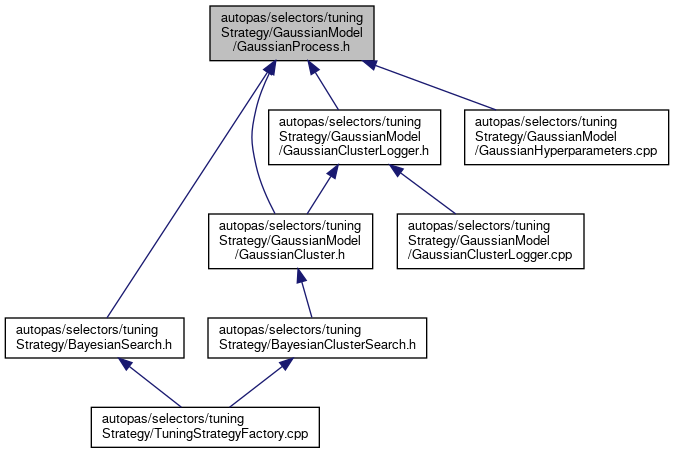 autopas/selectors/tuning
Strategy/GaussianModel
/GaussianProcess.h
autopas/selectors/tuning
Strategy/GaussianModel
/GaussianClusterLogger.h
autopas/selectors/tuning
Strategy/GaussianModel
/GaussianHyperparameters.cpp
autopas/selectors/tuning
Strategy/GaussianModel
/GaussianCluster.h
autopas/selectors/tuning
Strategy/GaussianModel
/GaussianClusterLogger.cpp
autopas/selectors/tuning
Strategy/BayesianSearch.h
autopas/selectors/tuning
Strategy/BayesianClusterSearch.h
autopas/selectors/tuning
Strategy/TuningStrategyFactory.cpp